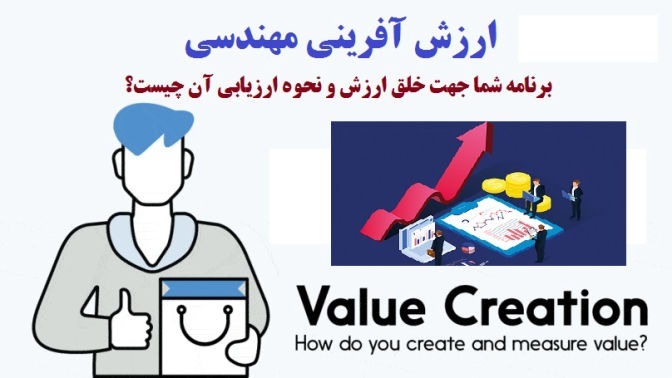 ارزش آفرینی مهندسی
برنامه شما جهت خلق ارزش و نحوه ارزیابی آن چیست؟
Value Creation
How do you create and measure value?